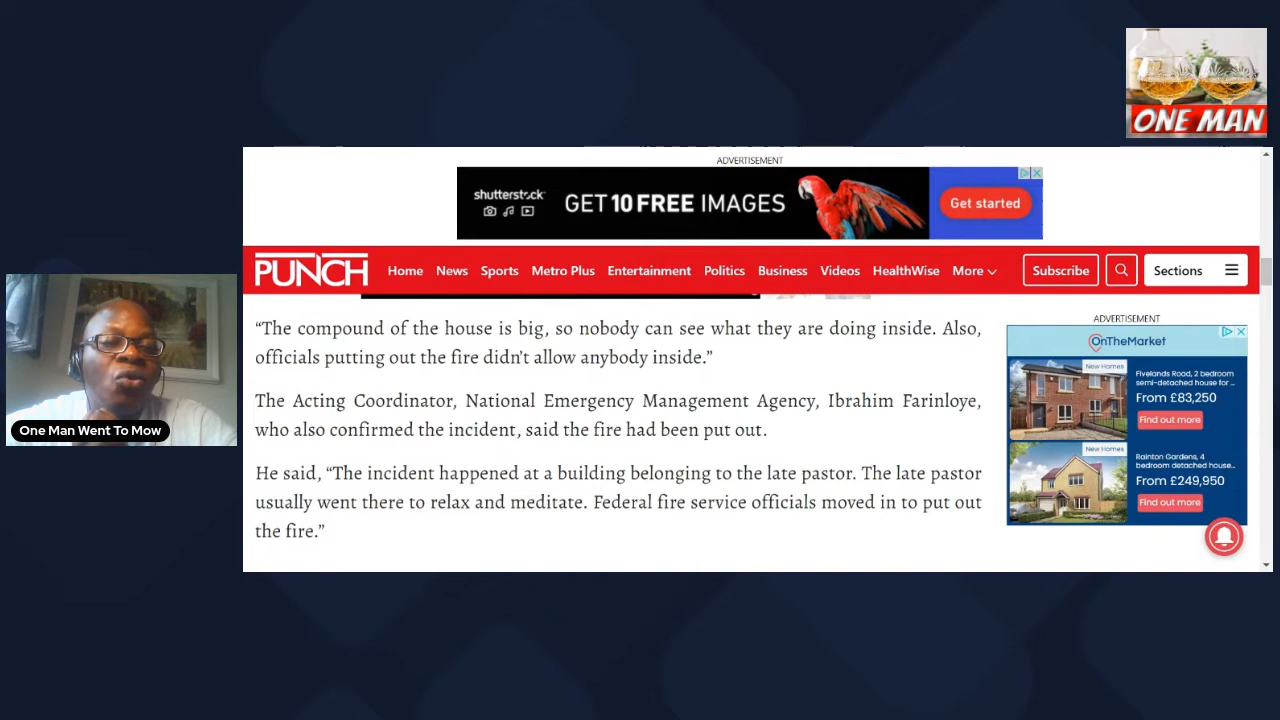 ONE MAN
ADVERTISEMENT
shutterstock
GET 10 FREE IMAGES
Get started
PUNCH
Home
News
Sports
Metro Plus
Entertainment
Politics
Business
Videos
HealthWise
More
Subscribe
Sections
“The compound of the house is big, so nobody can see what they are doing inside. Also,
officials putting out the fire didn’t allow anybody inside.”
The Acting Coordinator, National Emergency Management Agency, Ibrahim Farinloye,
who also confirmed the incident, said the fire had been put out.
He said, “The incident happened at a building belonging to the late pastor. The late pastor
usually went there to relax and meditate. Federal fire service officials moved in to put out
the fire.”
ADVERTISEMENT
OnTheMarket
New Homes
Fivelands Road, 2 bedroom
semi-detached house for ...
From £83,250
Find out more
New Homes
Rainton Gardens, 4
bedroom detached house...
From £249,950
Find out more
One Man Went To Mow